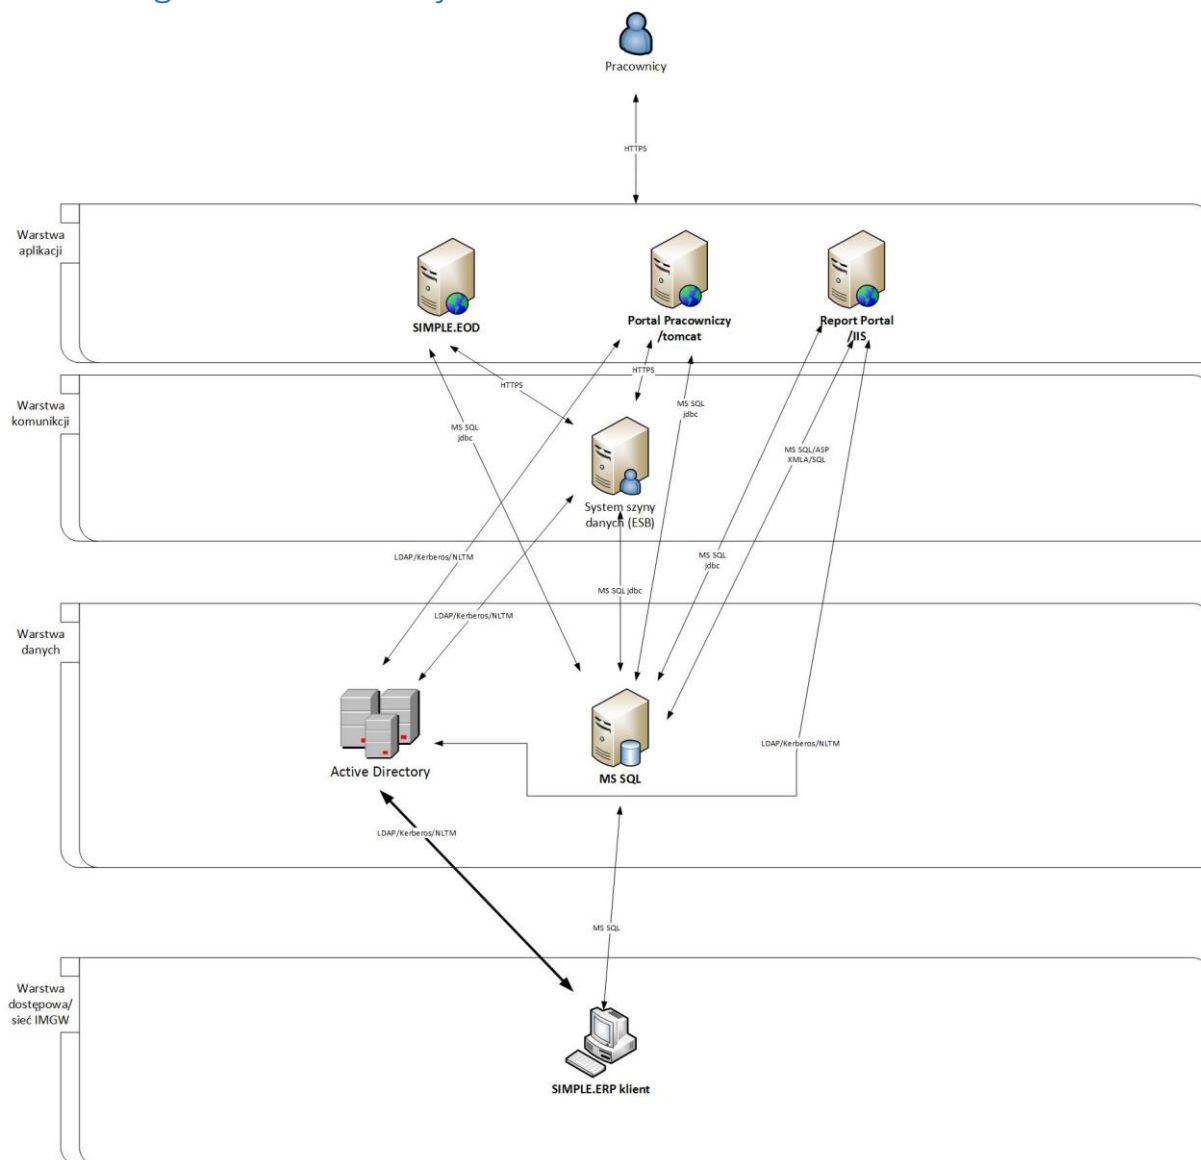 Pracownicy
HTTPS
Warstwa
aplikacji
SIMPLE.EOD
Portal Pracowniczy
/tomcat
Report Portal
/IIS
HTTPS
HTTPS
Warstwa
komunikcji
MS SQL
jdbc
MS SQL
jdbc
MS SQL/ASP
XMLA/SQL
System szyny
danych (ESB)
LDAP/Kerberos/NLTM
MS SQL
jdbc
MS SQL jdbc
LDAP/Kerberos/NLTM
Warstwa
danych
LDAP/Kerberos/NLTM
Active Directory
MS SQL
LDAP/Kerberos/NLTM
MS SQL
Warstwa
dostępowa/
sieć IMGW
SIMPLE.ERP klient